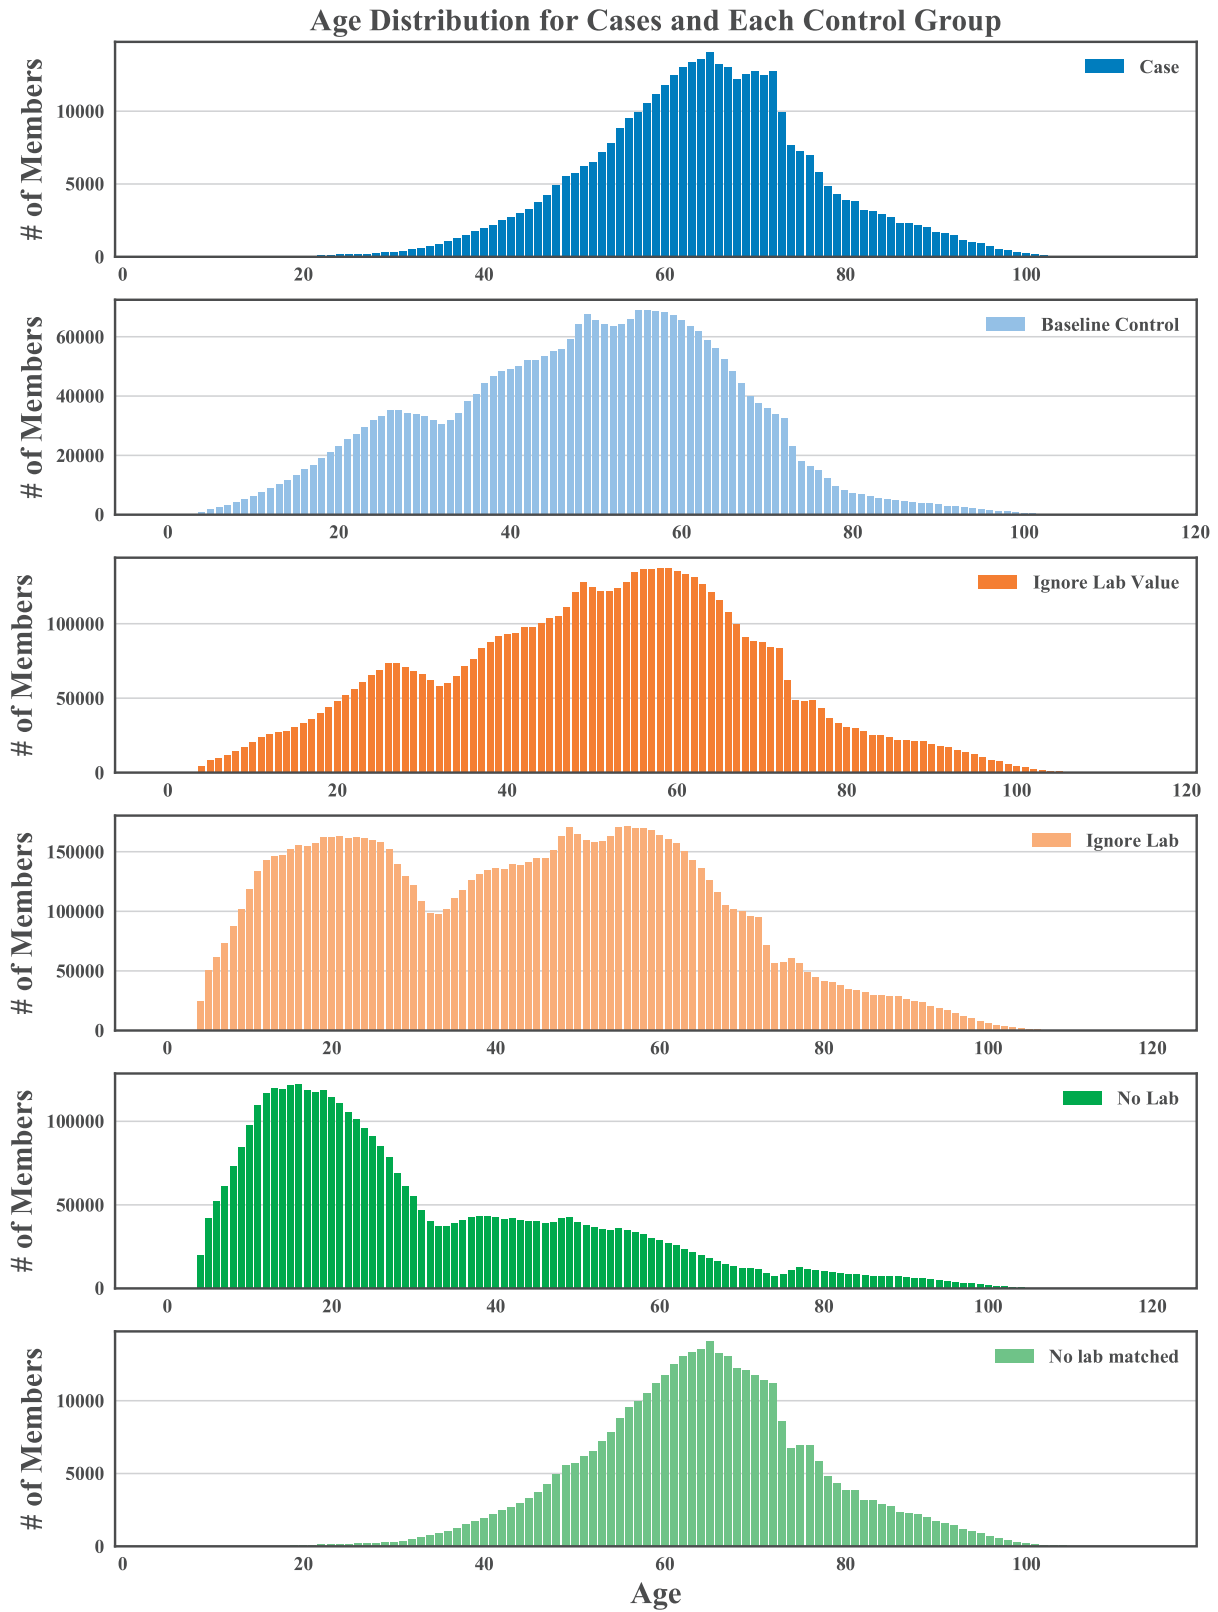 Age Distribution for Cases and Each Control Group
# of Members
10000
5000
0
Case
0 20 40 60 80 100
# of Members
60000
40000
20000
0
Baseline Control
0 20 40 60 80 100 120
# of Members
100000
50000
0
Ignore Lab Value
0 20 40 60 80 100 120
# of Members
150000
100000
50000
0
Ignore Lab
0 20 40 60 80 100 120
# of Members
100000
50000
0
No Lab
0 20 40 60 80 100 120
# of Members
10000
5000
0
No lab matched
0 20 40 60 80 100
Age